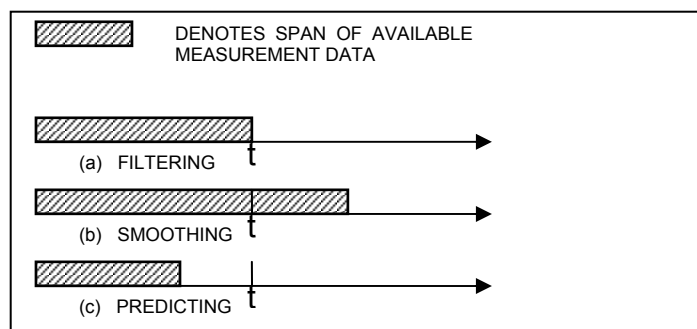 DENOTES SPAN OF AVAILABLE
MEASUREMENT DATA
t
(a) FILTERING
t
(b) SMOOTHING
t
(c) PREDICTING